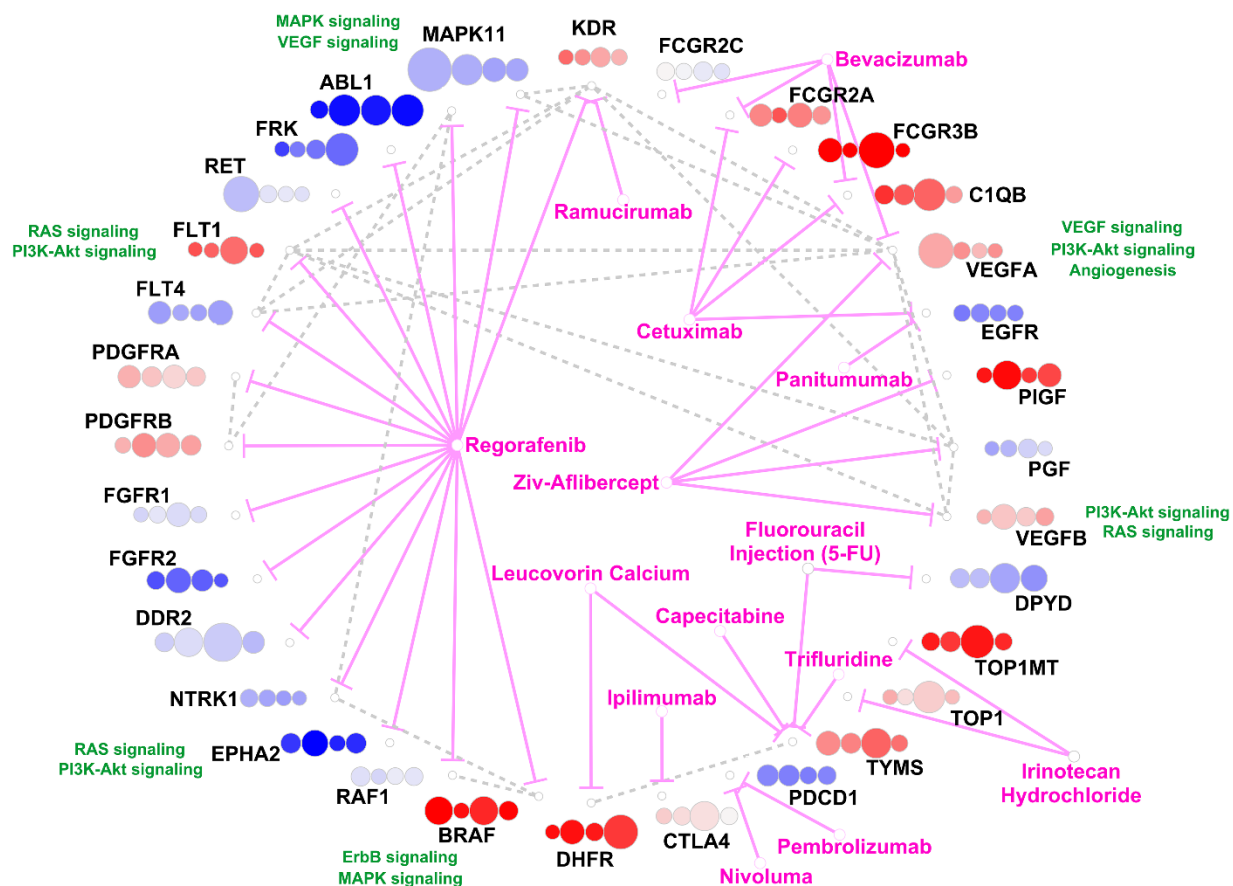 MAPK signaling
VEGF signaling
MAPK11
KDR
FCGR2C
Bevacizumab
ABL1
FCGR2A
FRK
FCGR3B
RET
C1QB
Ramucirumab
RAS signaling
PI3K-Akt signaling
FLT1
VEGFA
VEGF signaling
PI3K-Akt signaling
Angiogenesis
FLT4
Cetuximab
EGFR
PDGFRA
Panitumumab
PIGF
PDGFRB
Regorafenib
PGF
Ziv-Aflibercept
FGFR1
VEGFB
PI3K-Akt signaling
RAS signaling
Fluorouracil
Injection (5-FU)
FGFR2
Leucovorin Calcium
DPYD
DDR2
Capecitabine
Trifluridine
TOP1MT
NTRK1
Ipilimumab
TOP1
RAS signaling
PI3K-Akt signaling
EPHA2
TYMS
Irinotecan
Hydrochloride
RAF1
PDCD1
BRAF
DHFR
CTLA4
Pembrolizumab
ErbB signaling
MAPK signaling
Nivoluma